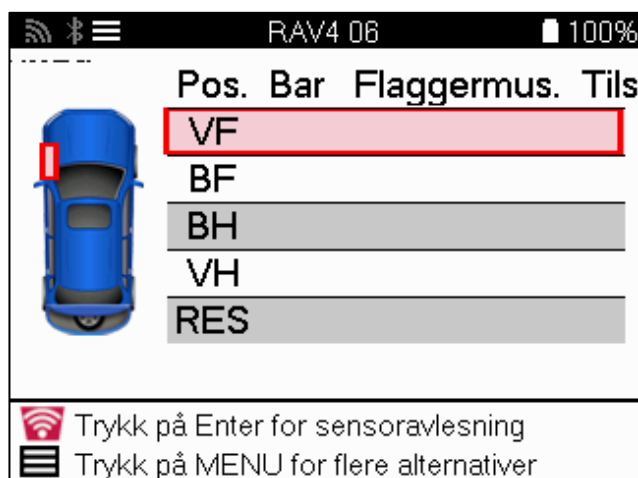 RAV4 06 100%
Pos. Bar Flaggermus. Tils
VF
BF
BH
VH
RES
Trykk på Enter for sensoravlesning
Trykk på MENU for flere alternativer